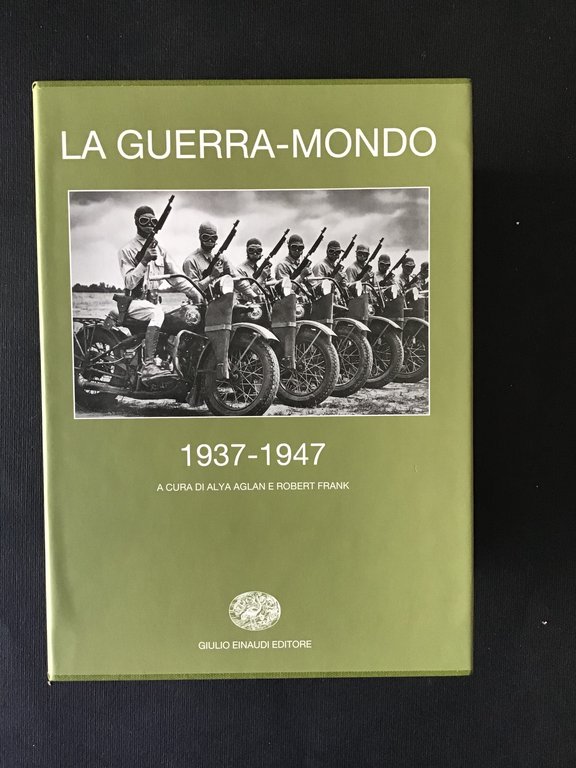 LA GUERRA-MONDO
1937-1947
A CURA DI ALYA AGLAN E ROBERT FRANK
GIULIO EINAUDI EDITORE